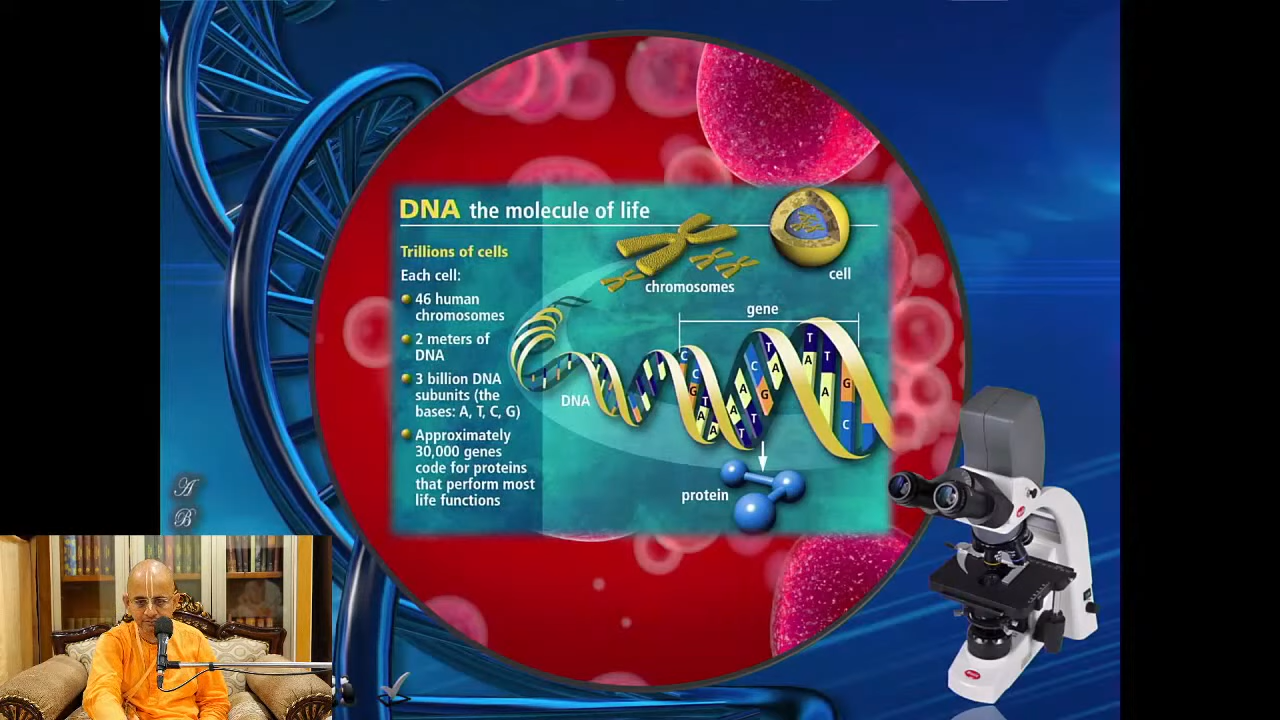 DNA the molecule of life
Trillions of cells
Each cell:
46 human
chromosomes
2 meters of
DNA
3 billion DNA
subunits (the
bases: A, T, C, G)
Approximately
30,000 genes
code for proteins
that perform most
life functions
chromosomes
cell
gene
DNA
C
C
G
T
A
A
A
A
T
T
C
G
T
A
T
A
T
A
G
C
protein
A
B